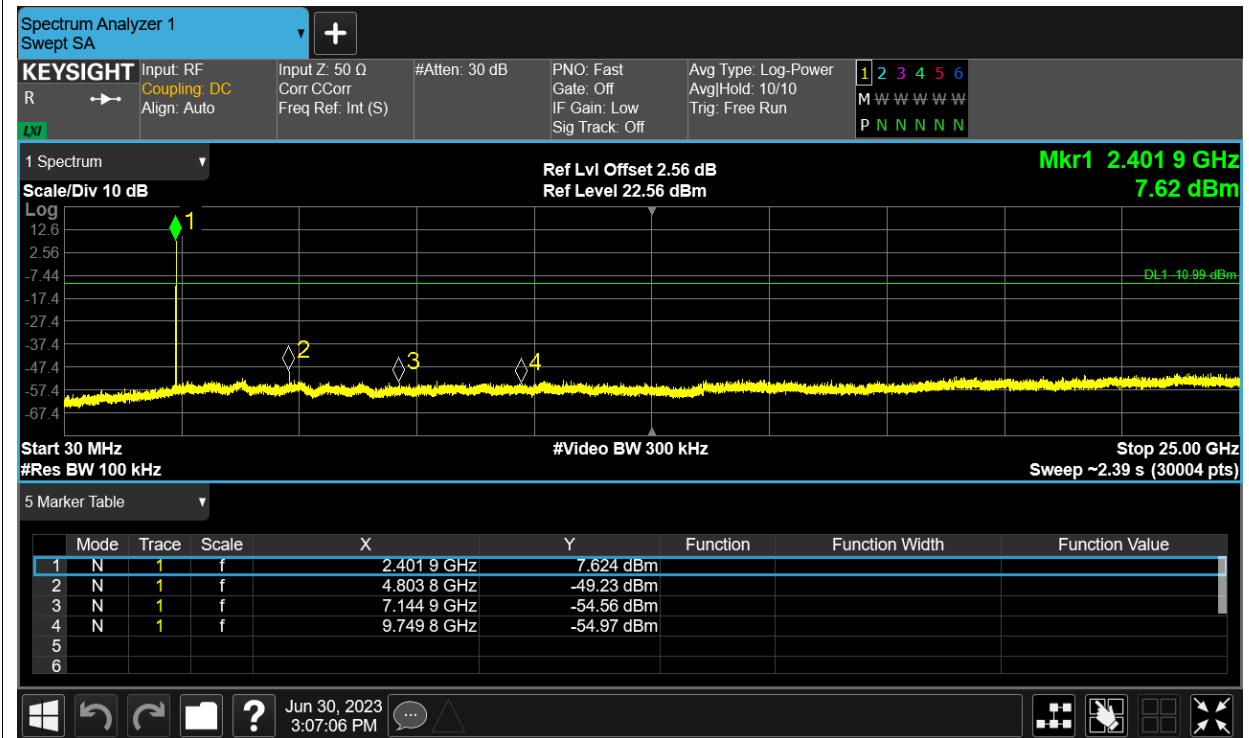 Spectrum Analyzer 1
Swept SA
KEYSIGHT Input: RF Input Z: 50 Ω #Atten: 30 dB PNO: Fast Avg Type: Log-Power 1 2 3 4 5 6
R Coupling: DC Corr CCorr Gate: Off Avg|Hold: 10/10 M W W W W W W
Align: Auto Freq Ref: Int (S) IF Gain: Low Trig: Free Run
LXI Sig Track: Off P N N N N N N
1 Spectrum Ref Lvl Offset 2.56 dB Mkr1 2.401 9 GHz
Scale/Div 10 dB Ref Level 22.56 dBm 7.62 dBm
Log
1
12.6
2.56
-7.44 DL1 -10.99 dBm
-17.4
-27.4
-37.4
2 3 4
-47.4
-57.4
-67.4
Start 30 MHz #Video BW 300 kHz Stop 25.00 GHz
#Res BW 100 kHz Sweep ~2.39 s (30004 pts)
5 Marker Table
Mode Trace Scale X Y Function Function Width Function Value
1 N 1 f 2.401 9 GHz 7.624 dBm
2 N 1 f 4.803 8 GHz -49.23 dBm
3 N 1 f 7.144 9 GHz -54.56 dBm
4 N 1 f 9.749 8 GHz -54.97 dBm
5
6
? Jun 30, 2023
3:07:06 PM